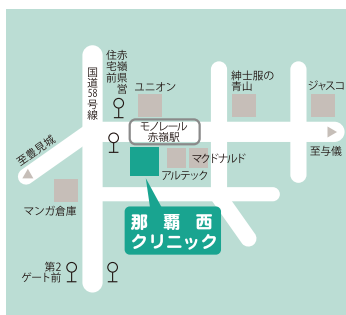 赤嶺県営
住宅前
国道58号線
ユニオン
紳士服の
青山
ジャスコ
モノレール
赤嶺駅
至豊見城
マクドナルド
至与儀
アルテック
マンガ倉庫
那覇西
クリニック
第2
ゲート前